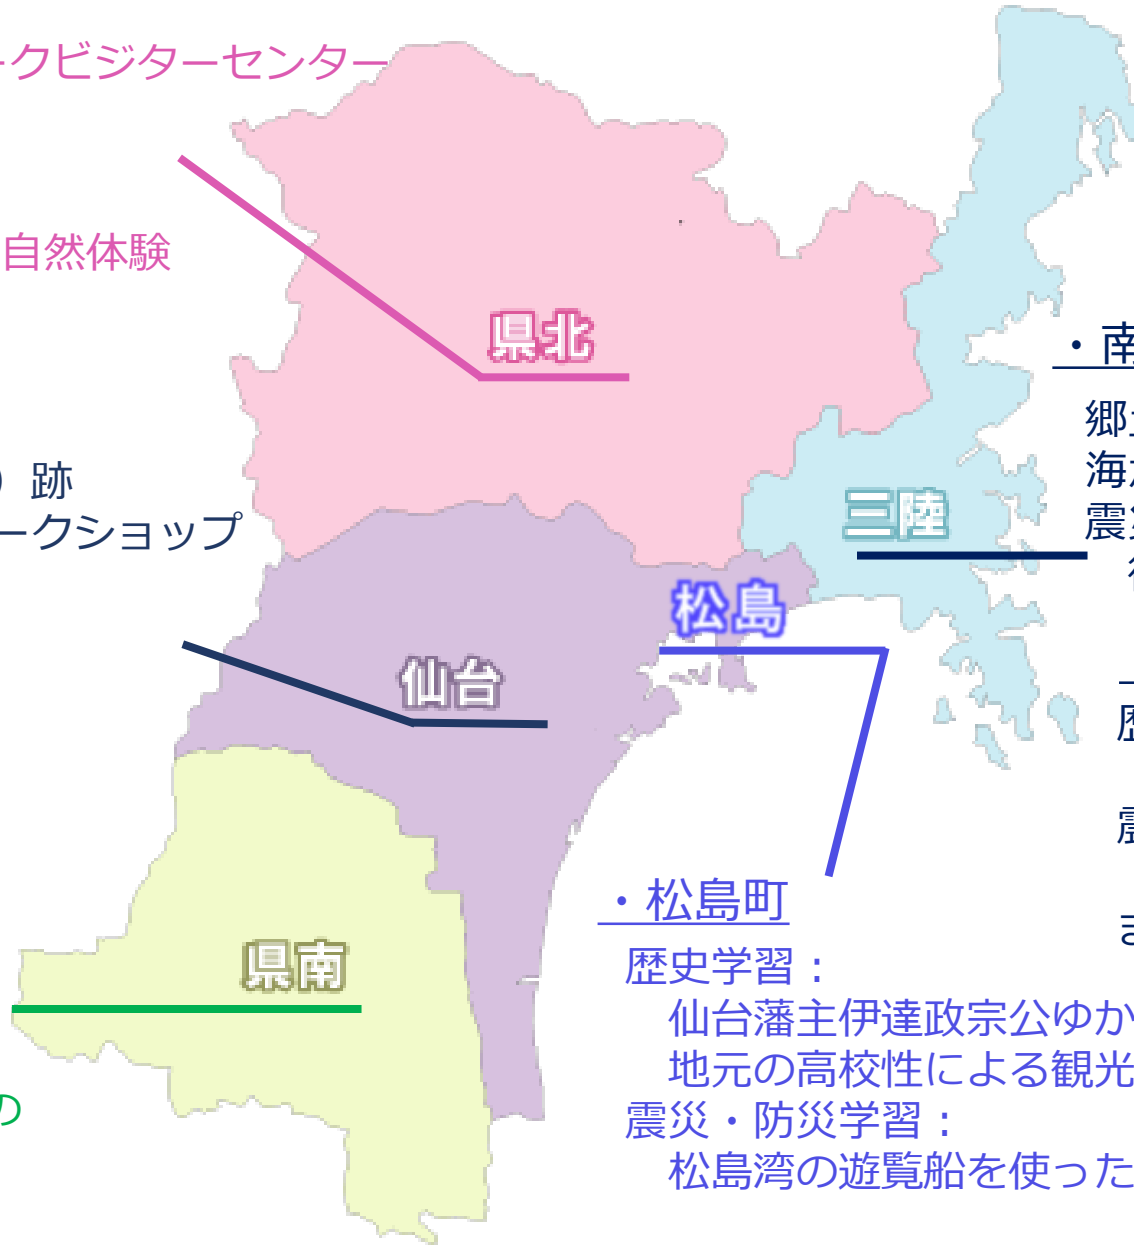 ークビジターセンター
自然体験
県北
・南
郷
海
震
三陸
）跡
ークショップ
松島
仙台
歴
震
・松島町
歴史学習：
仙台藩主伊達政宗公ゆか
地元の高校性による観光
震災・防災学習：
松島湾の遊覧船を使った
県南
の